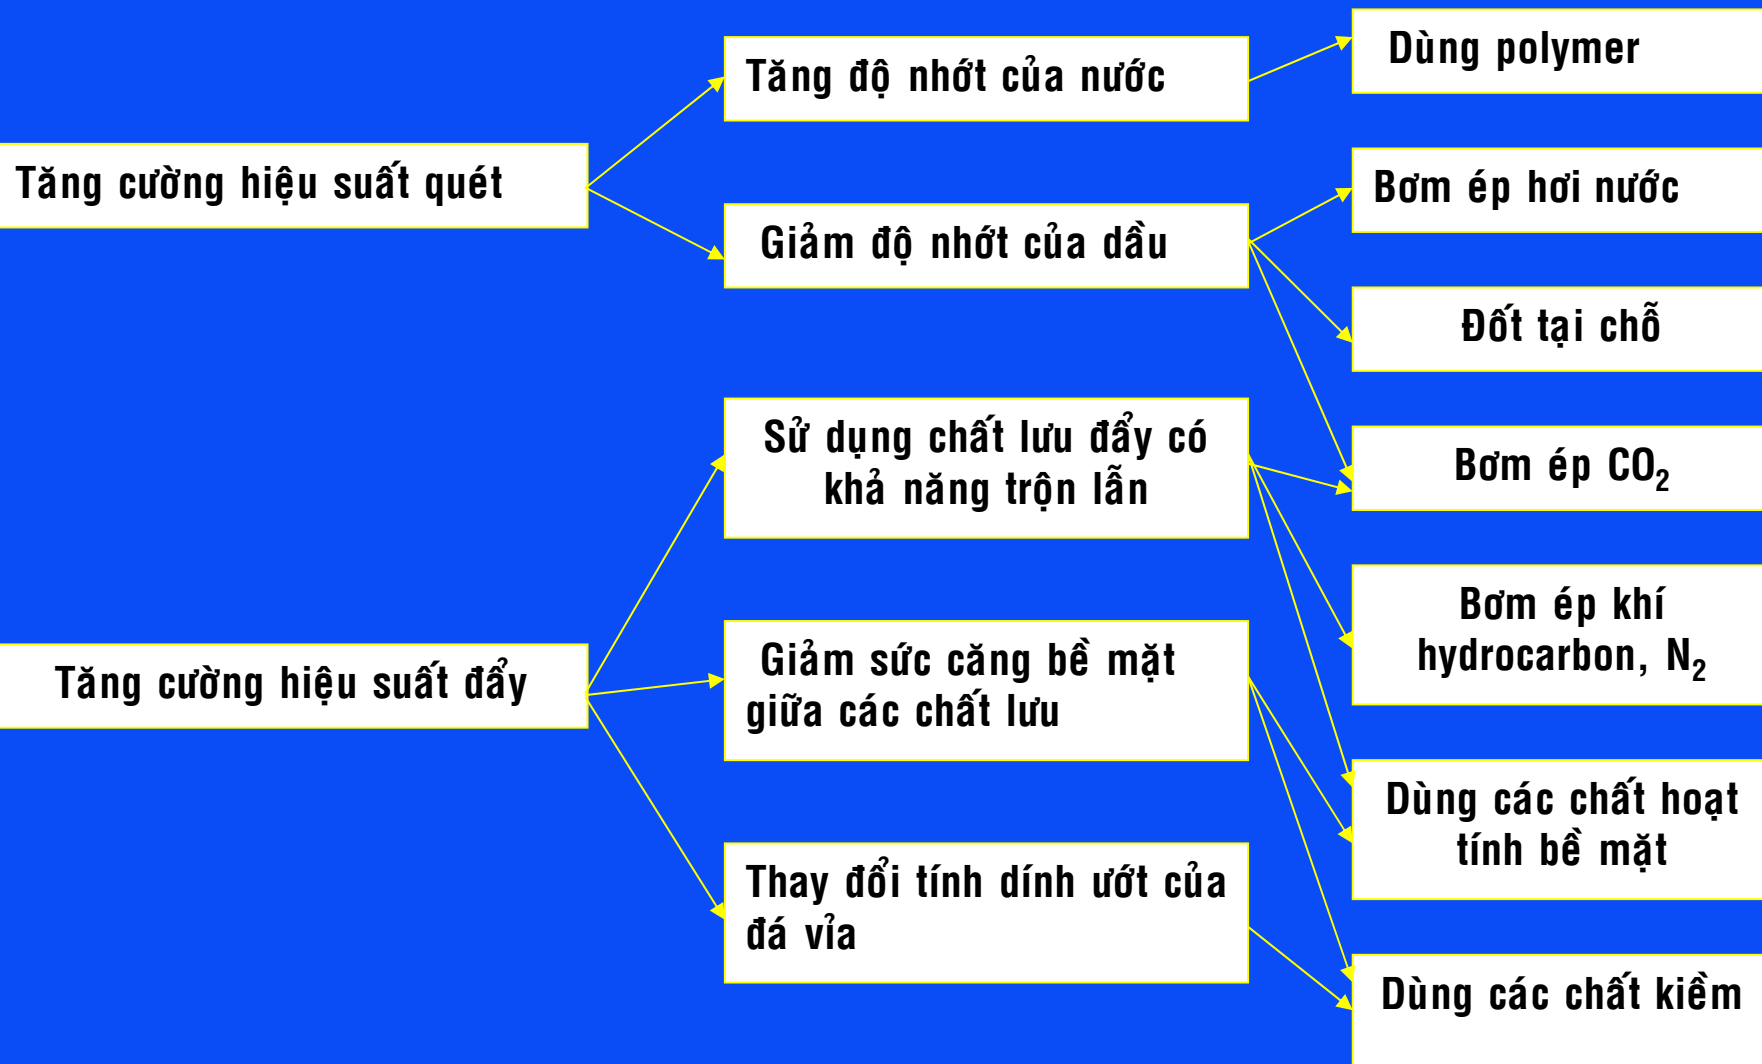 Tăng cường hiệu suất quét
Tăng cường hiệu suất đẩy
Tăng độ nhớt của nước
Giảm độ nhớt của dầu
Sử dụng chất lưu đẩy có
khả năng trộn lẫn
Giảm sức căng bề mặt
giữa các chất lưu
Thay đổi tính dính ướt của
đá vỉa
Dùng polymer
Bơm ép hơi nước
Đốt tại chỗ
Bơm ép CO₂
Bơm ép khí
hydrocarbon, N₂
Dùng các chất hoạt
tính bề mặt
Dùng các chất kiềm